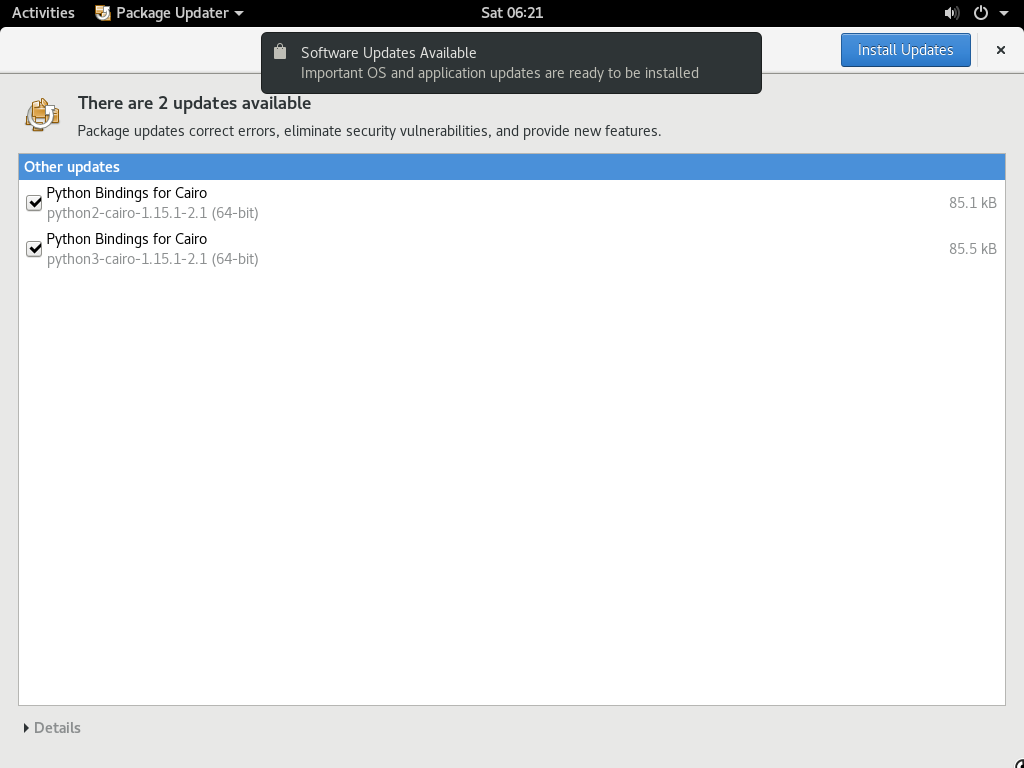 Activities Package Updater Sat 06:21
Software Updates Available
Important OS and application updates are ready to be installed
Install Updates
There are 2 updates available
Package updates correct errors, eliminate security vulnerabilities, and provide new features.
Other updates
Python Bindings for Cairo
python2-cairo-1.15.1-2.1 (64-bit)
85.1 kB
Python Bindings for Cairo
python3-cairo-1.15.1-2.1 (64-bit)
85.5 kB
Details